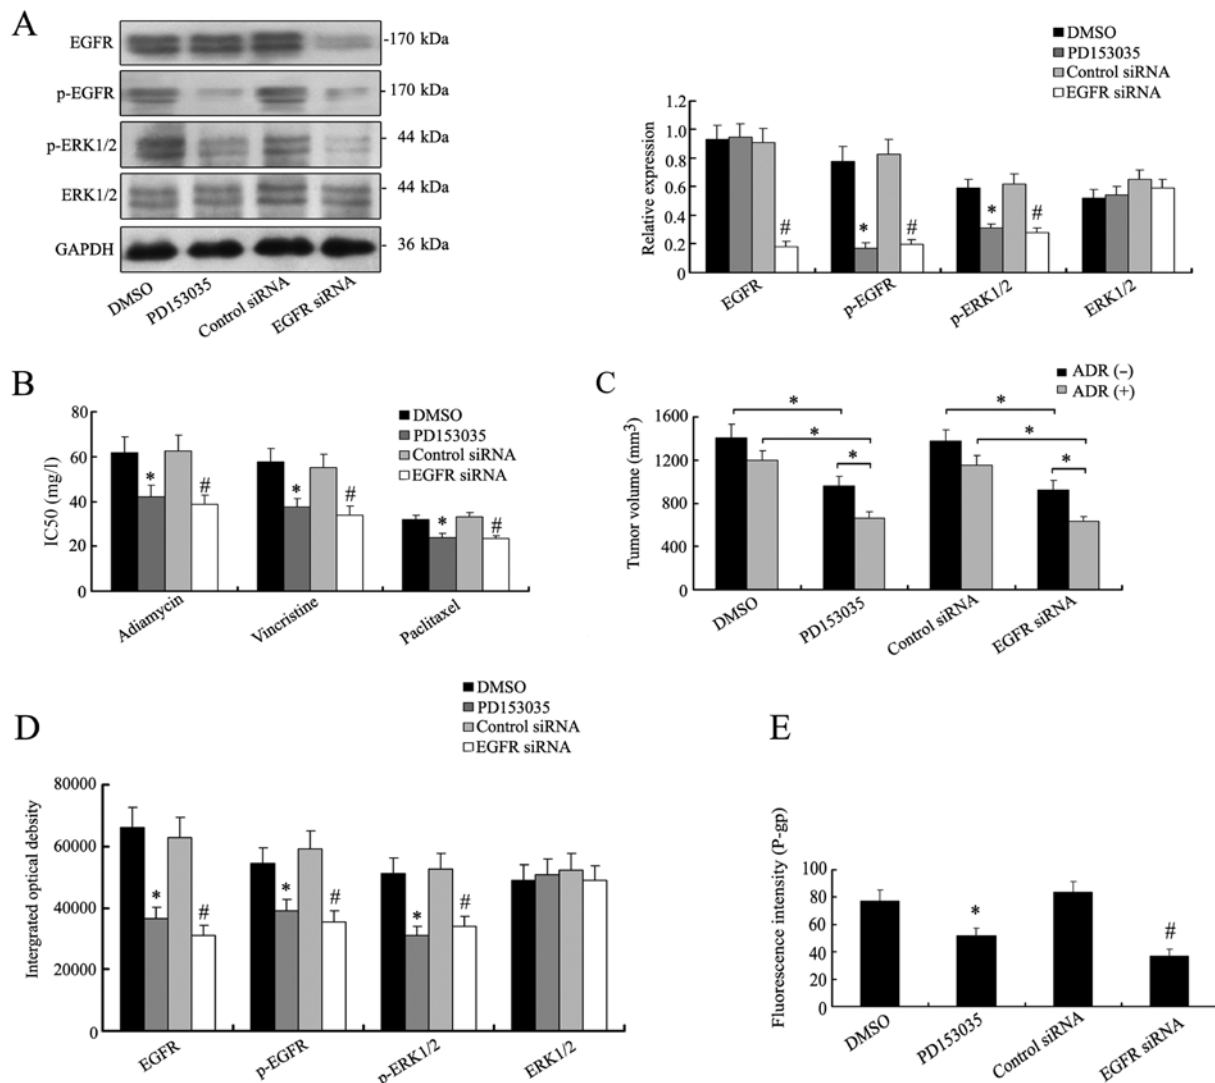 A
EGFR
-170 kDa
p-EGFR
170 kDa
p-ERK1/2
44 kDa
ERK1/2
44 kDa
GAPDH
36 kDa
DMSO
PD153035
Control siRNA
EGFR siRNA
DMSO
PD153035
Control siRNA
EGFR siRNA
Relative expression
1.2
1.0
0.8
0.6
0.4
0.2
0
#
*
#
*
#
EGFR
p-EGFR
p-ERK1/2
ERK1/2
B
DMSO
PD153035
Control siRNA
EGFR siRNA
IC50 (mg/l)
80
60
40
20
0
*
#
*
#
*
#
Adiamycin
Vincristine
Paclitaxel
C
ADR (–)
ADR (+)
Tumor volume (mm³)
1600
1200
800
400
0
*
*
*
*
*
*
DMSO
PD153035
Control siRNA
EGFR siRNA
D
DMSO
PD153035
Control siRNA
EGFR siRNA
Intergrated optical debsity
80000
60000
40000
20000
0
*
#
*
#
*
#
EGFR
p-EGFR
p-ERK1/2
ERK1/2
E
Fluorescence intensity (P-gp)
100
80
60
40
20
0
*
#
DMSO
PD153035
Control siRNA
EGFR siRNA